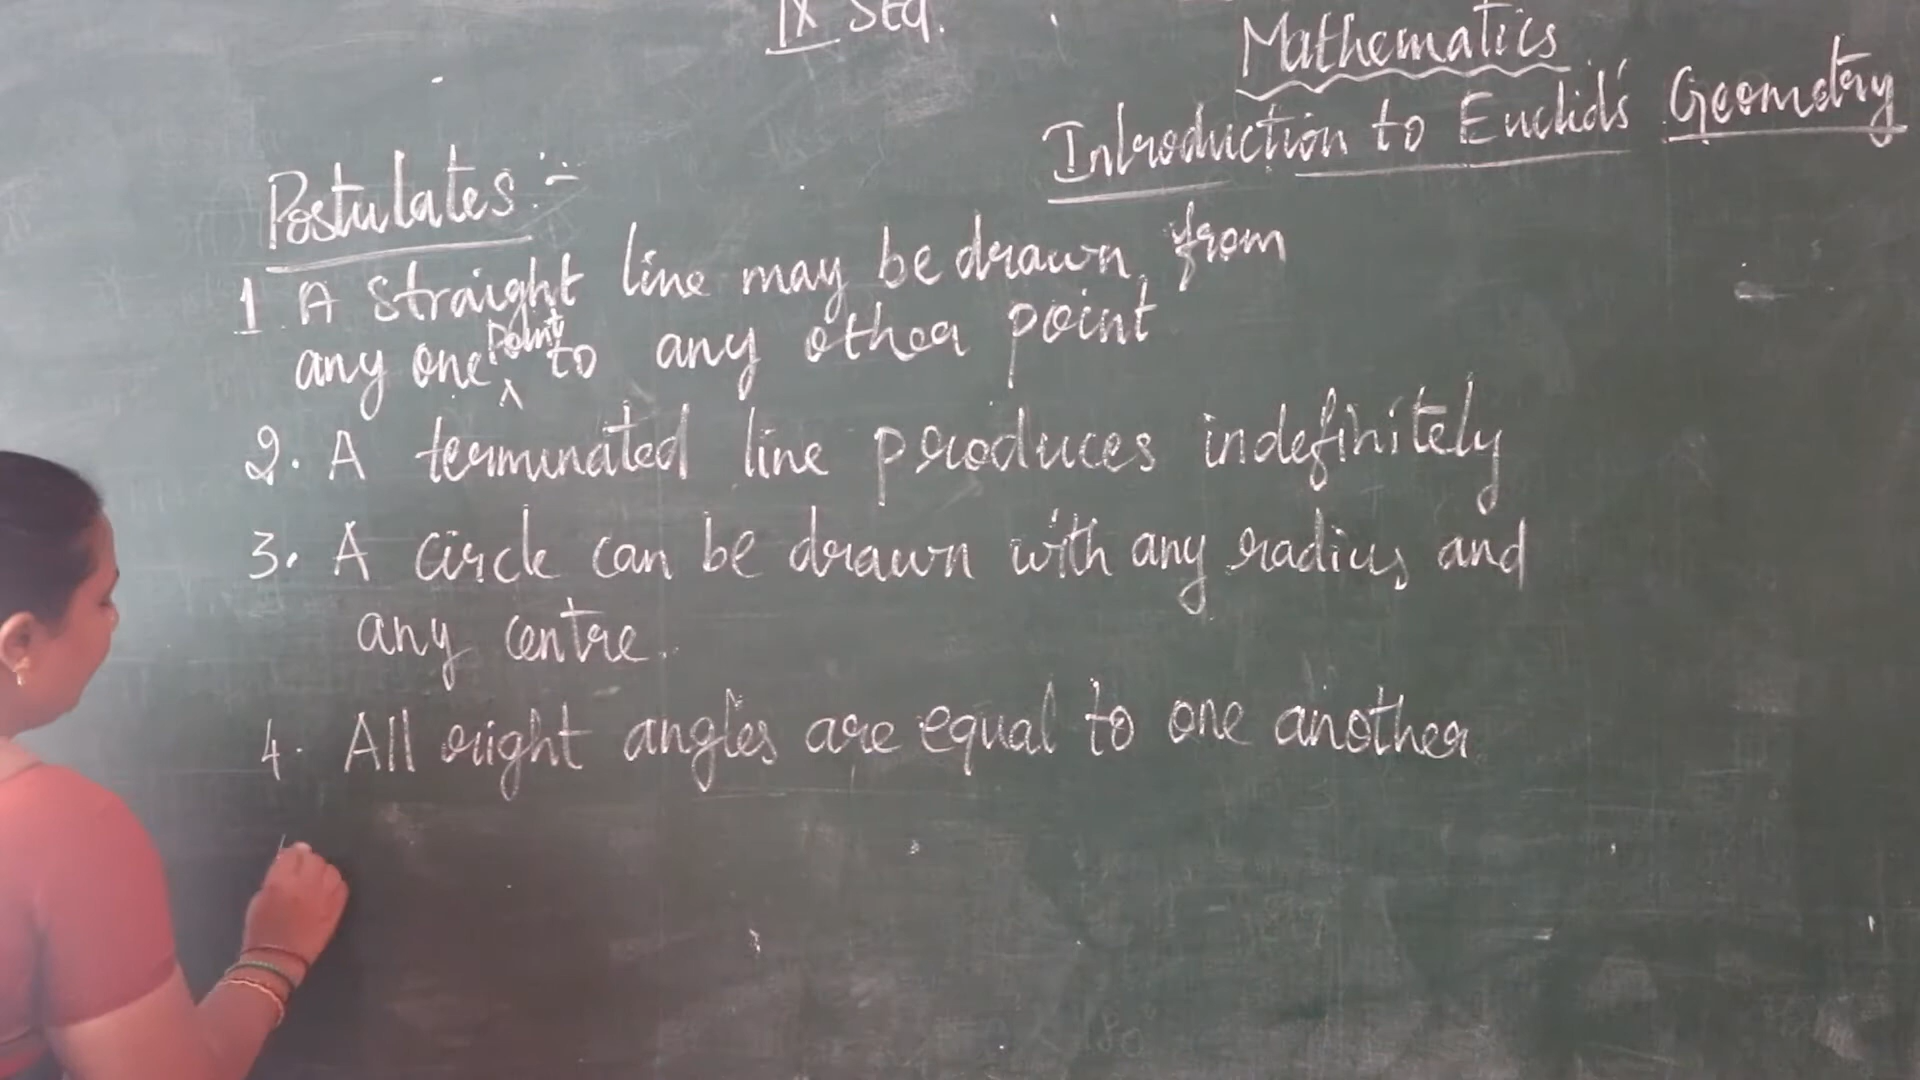 IX Std.
Mathematics
Introduction to Euclid's Geometry
Postulates :-
1. A straight line may be drawn from
any one point to any other point
2. A terminated line produces indefinitely
3. A circle can be drawn with any radius and
any centre.
4. All right angles are equal to one another